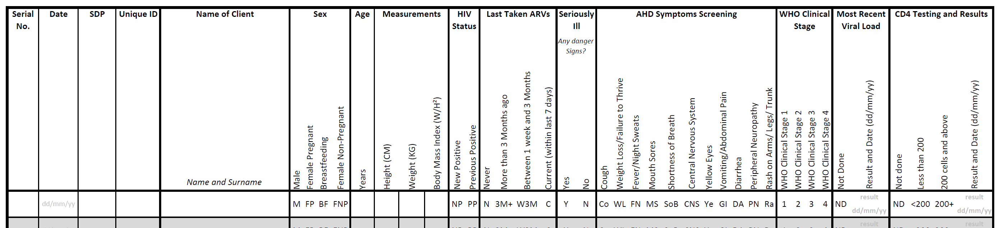 Serial No.
Date
SDP
Unique ID
Name of Client
Name and Surname
Sex
Male
Female Pregnant
Breastfeeding
Female Non-Pregnant
Age
Years
Measurements
Height (CM)
Weight (KG)
Body Mass Index (W/H²)
HIV Status
New Positive
Previous Positive
Last Taken ARVs
Never
More than 3 Months ago
Between 1 week and 3 Months
Current (within last 7 days)
Seriously Ill
Any danger Signs?
Yes
No
AHD Symptoms Screening
Cough
Weight Loss/Failure to Thrive
Fever/Night Sweats
Mouth Sores
Shortness of Breath
Central Nervous System
Yellow Eyes
Vomiting/Abdominal Pain
Diarrhea
Peripheral Neuropathy
Rash on Arms/ Legs/ Trunk
WHO Clinical Stage
WHO Clinical Stage 1
WHO Clinical Stage 2
WHO Clinical Stage 3
WHO Clinical Stage 4
Most Recent Viral Load
Not Done
Result and Date (dd/mm/yy)
CD4 Testing and Results
Not done
Less than 200
200 cells and above
Result and Date (dd/mm/yy)
dd/mm/yy
M FP BF FNP
NP PP
N 3M+ W3M C
Y N
Co WL FN MS SoB CNS Ye GI DA PN Ra
1 2 3 4
ND result dd/mm/yy
ND <200 200+ result dd/mm/yy
result
result